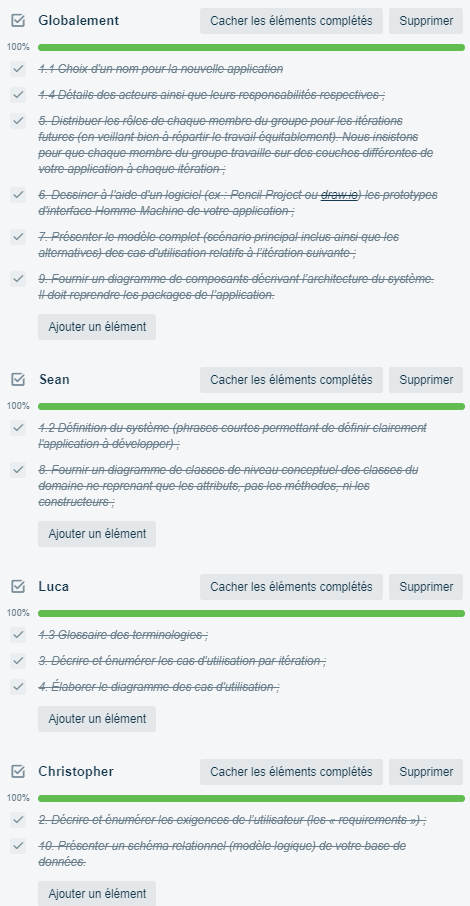 Globalement
Cacher les éléments complétés
Supprimer
100%
1.1 Choix d'un nom pour la nouvelle application
1.4 Détails des acteurs ainsi que leurs responsabilités respectives ;
5. Distribuer les rôles de chaque membre du groupe pour les itérations
futures (en veillant bien à répartir le travail équitablement). Nous insistons
pour que chaque membre du groupe travaille sur des couches différentes de
votre application à chaque itération ;
6. Dessiner à l'aide d'un logiciel (ex : Pencil Project ou draw.io) les prototypes
d'interface Homme-Machine de votre application ;
7. Présenter le modèle complet (scénario principal inclus ainsi que les
alternatives) des cas d'utilisation relatifs à l'itération suivante ;
9. Fournir un diagramme de composants décrivant l'architecture du système.
Il doit reprendre les packages de l'application.
Ajouter un élément
Sean
Cacher les éléments complétés
Supprimer
100%
1.2 Définition du système (phrases courtes permettant de définir clairement
l'application à développer) ;
8. Fournir un diagramme de classes de niveau conceptuel des classes du
domaine ne reprenant que les attributs, pas les méthodes, ni les
constructeurs ;
Ajouter un élément
Luca
Cacher les éléments complétés
Supprimer
100%
1.3 Glossaire des terminologies ;
3. Décrire et énumérer les cas d'utilisation par itération ;
4. Élaborer le diagramme des cas d'utilisation ;
Ajouter un élément
Christopher
Cacher les éléments complétés
Supprimer
100%
2. Décrire et énumérer les exigences de l'utilisateur (les « requirements ») ;
10. Présenter un schéma relationnel (modèle logique) de votre base de
données.
Ajouter un élément